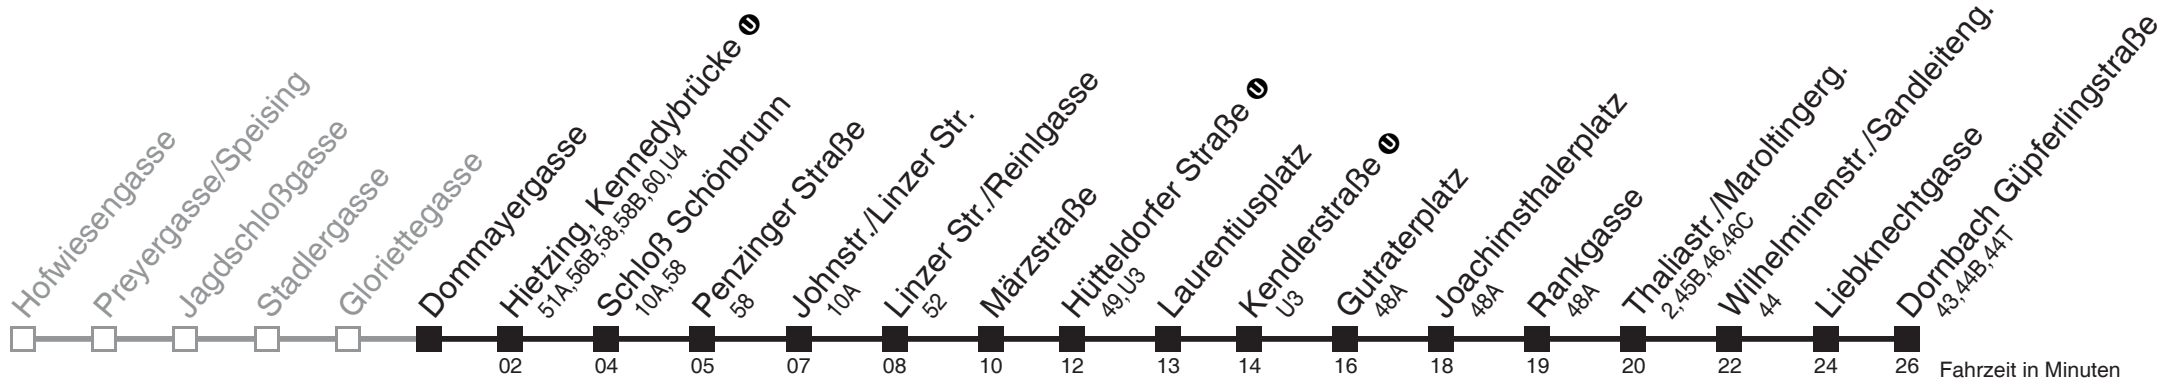 Hofwiesengasse
Preyergasse/Speising
Jagdschloßgasse
Stadlergasse
Gloriettegasse
Dommayergasse
Hietzing, Kennedybrücke U
51A,56B,58,58B,60,U4
Schloß Schönbrunn
10A,58
Penzinger Straße
58
Johnstr./Linzer Str.
10A
Linzer Str./Reinlgasse
52
Märzstraße
Hütteldorfer Straße U
49,U3
Laurentiusplatz
Kendlerstraße U
U3
Gutraterplatz
48A
Joachimsthalerplatz
48A
Rankgasse
48A
Thaliastr./Maroltingerg.
2,45B,46,46C
Wilhelminenstr./Sandleiteng.
44
Liebknechtgasse
Dornbach Güpferlingstraße
43,44B,44T
02 04 05 07 08 10 12 13 14 16 18 19 20 22 24 26 Fahrzeit in Minuten